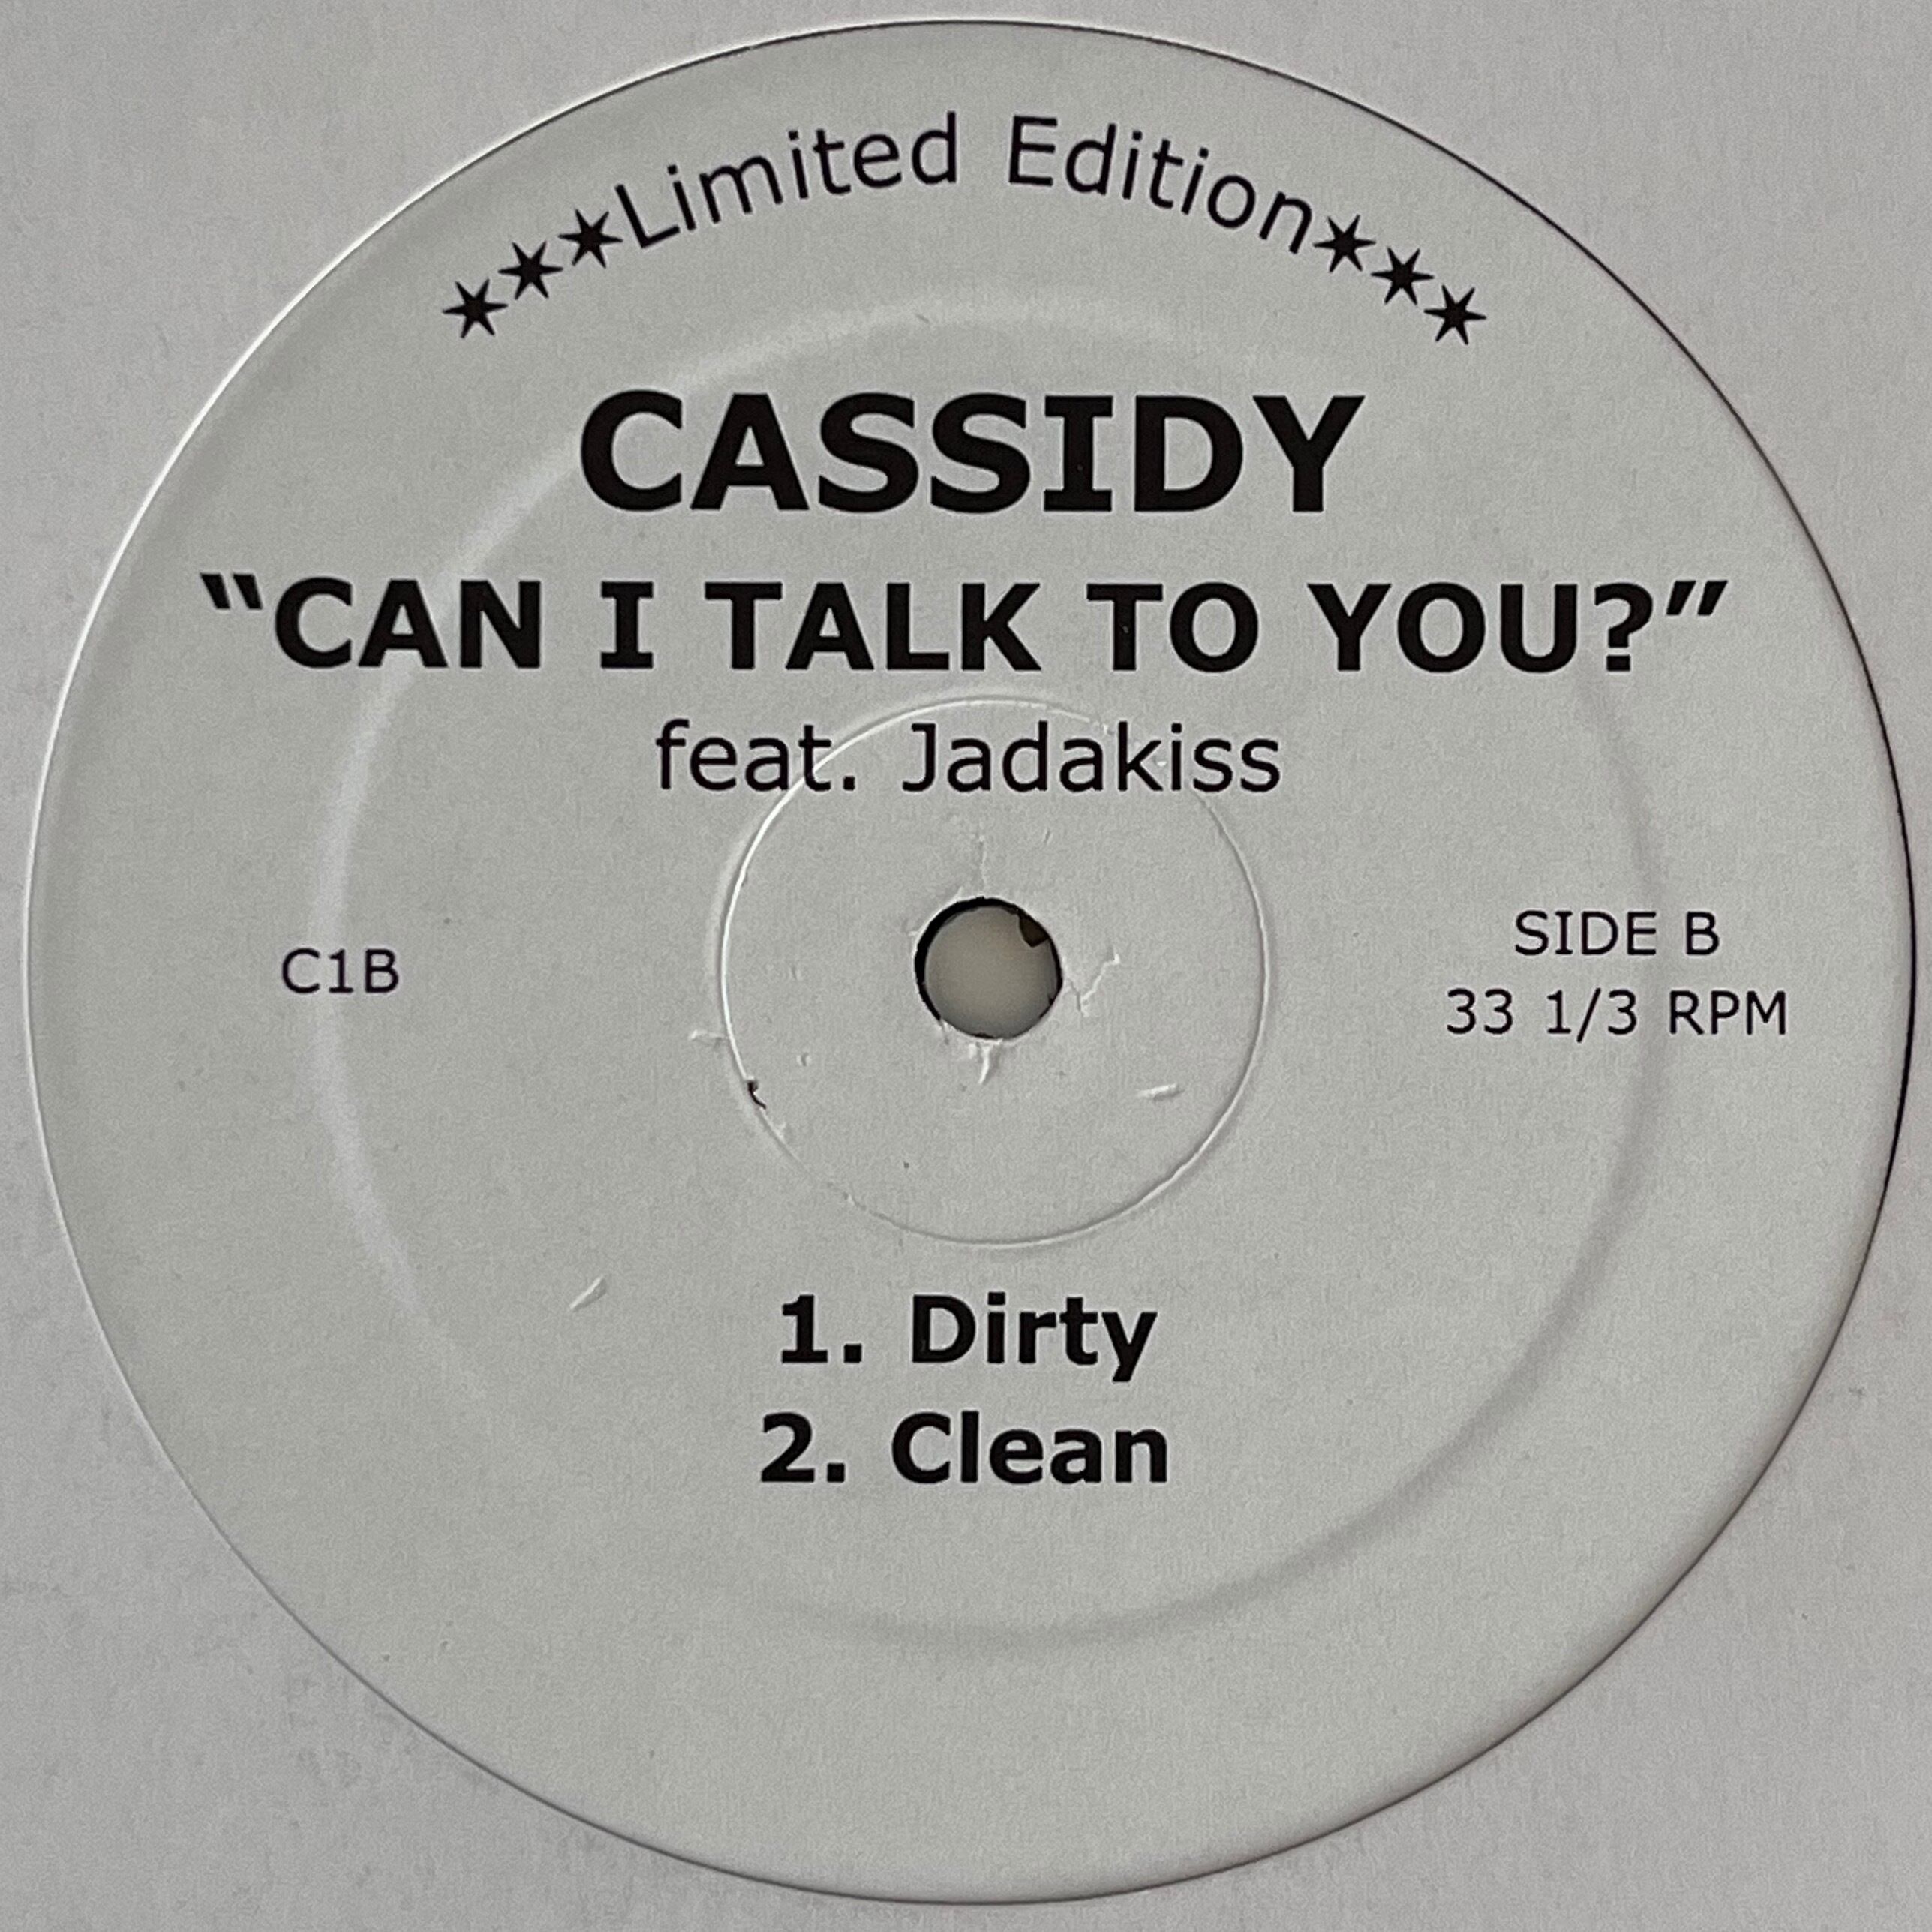 ✶✶✶Limited Edition✶✶✶
CASSIDY
“CAN I TALK TO YOU?”
feat. Jadakiss
C1B
SIDE B
33 1/3 RPM
1. Dirty
2. Clean